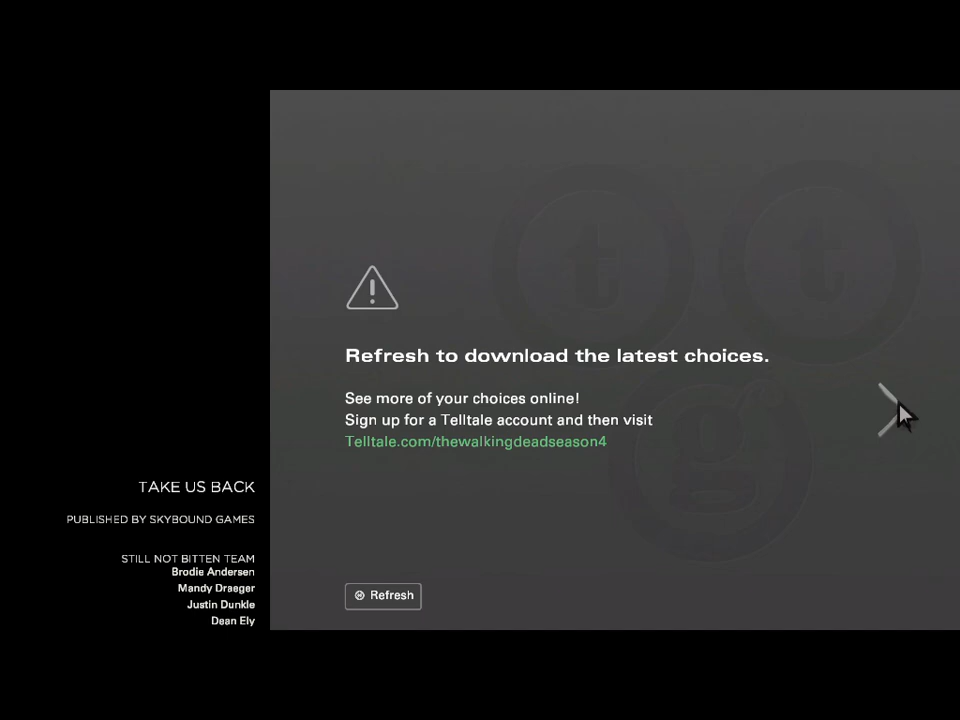 Refresh to download the latest choices.
See more of your choices online!
Sign up for a Telltale account and then visit
Telltale.com/thewalkingdeadseason4
Refresh
TAKE US BACK
PUBLISHED BY SKYBOUND GAMES
STILL NOT BITTEN TEAM
Brodie Andersen
Mandy Draeger
Justin Dunkle
Dean Ely
t
t
g